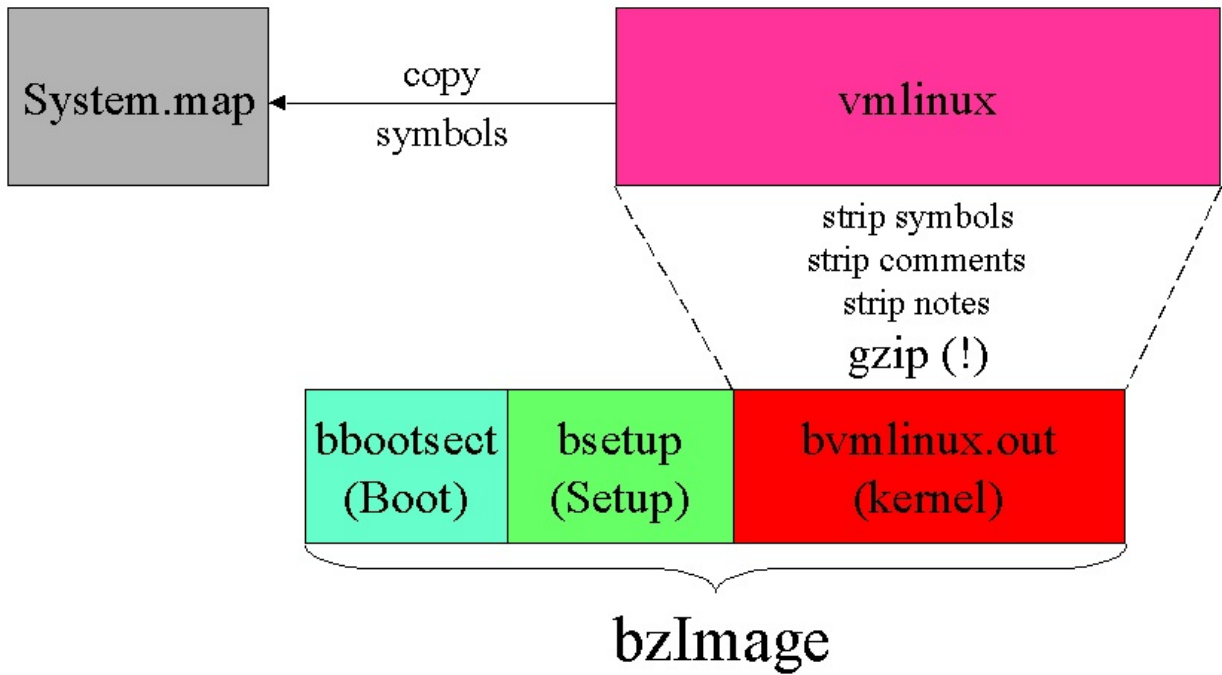 System.map
copy
symbols
vmlinux
strip symbols
strip comments
strip notes
gzip (!)
bbootsect
(Boot)
bsetup
(Setup)
bvmlinux.out
(kernel)
bzImage